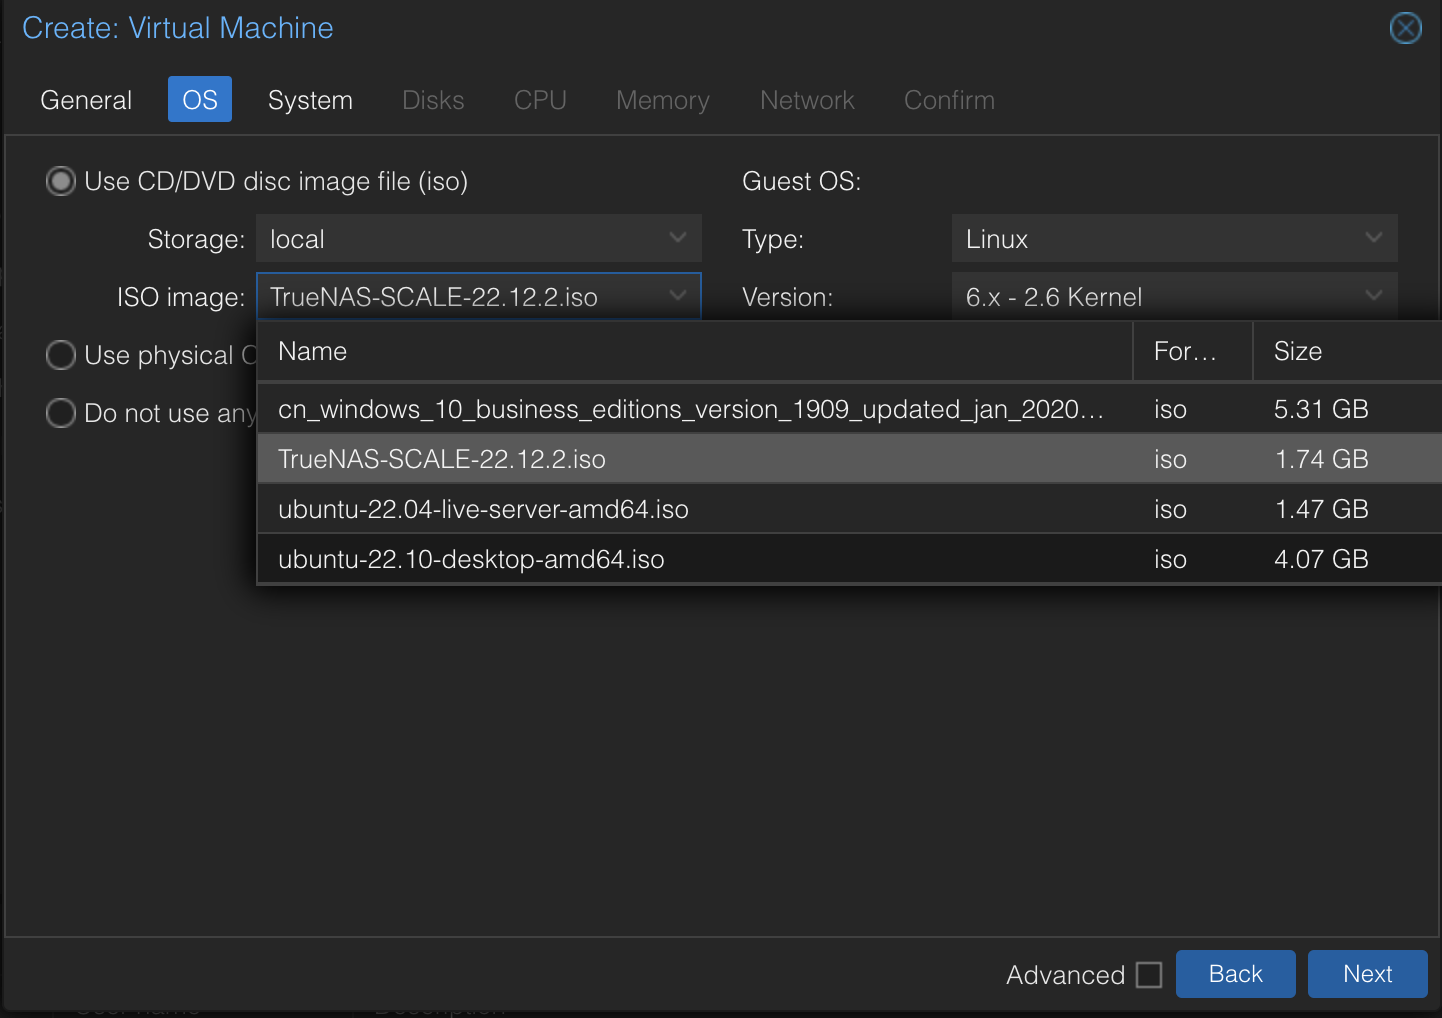 Create: Virtual Machine
General OS System Disks CPU Memory Network Confirm
Use CD/DVD disc image file (iso) Guest OS:
Storage: local Type: Linux
ISO image: TrueNAS-SCALE-22.12.2.iso Version: 6.x - 2.6 Kernel
Use physical
Do not use any
Name For... Size
cn_windows_10_business_editions_version_1909_updated_jan_2020... iso 5.31 GB
TrueNAS-SCALE-22.12.2.iso iso 1.74 GB
ubuntu-22.04-live-server-amd64.iso iso 1.47 GB
ubuntu-22.10-desktop-amd64.iso iso 4.07 GB
Advanced Back Next